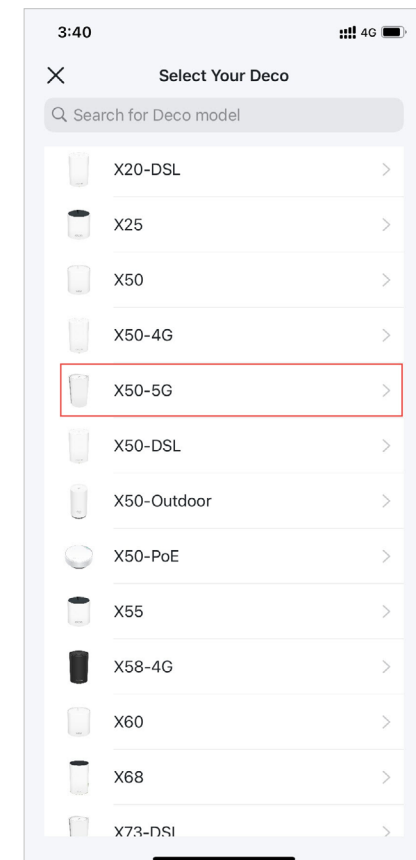 3:40
4G
Select Your Deco
Search for Deco model
X20-DSL
X25
X50
X50-4G
X50-5G
X50-DSL
X50-Outdoor
X50-PoE
X55
X58-4G
X60
X68
X73-DSL